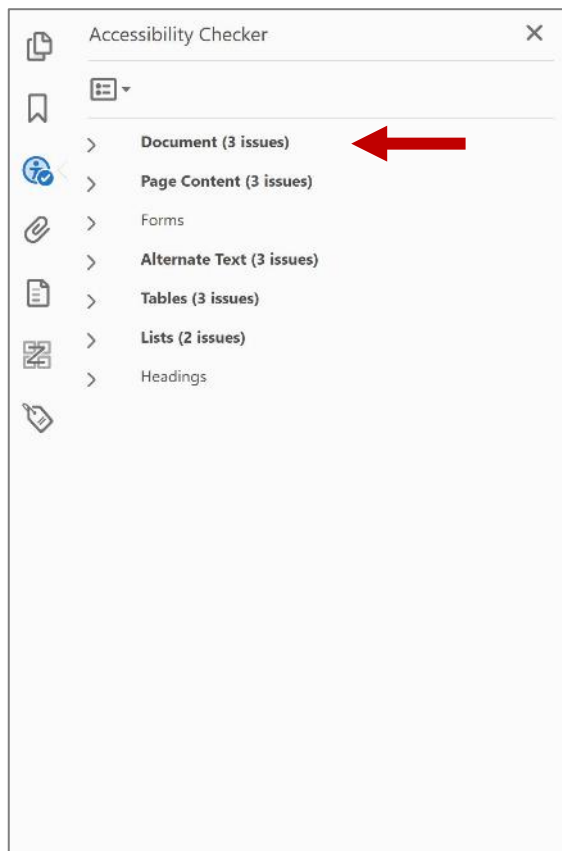 Accessibility Checker
Document (3 issues)
Page Content (3 issues)
Forms
Alternate Text (3 issues)
Tables (3 issues)
Lists (2 issues)
Headings